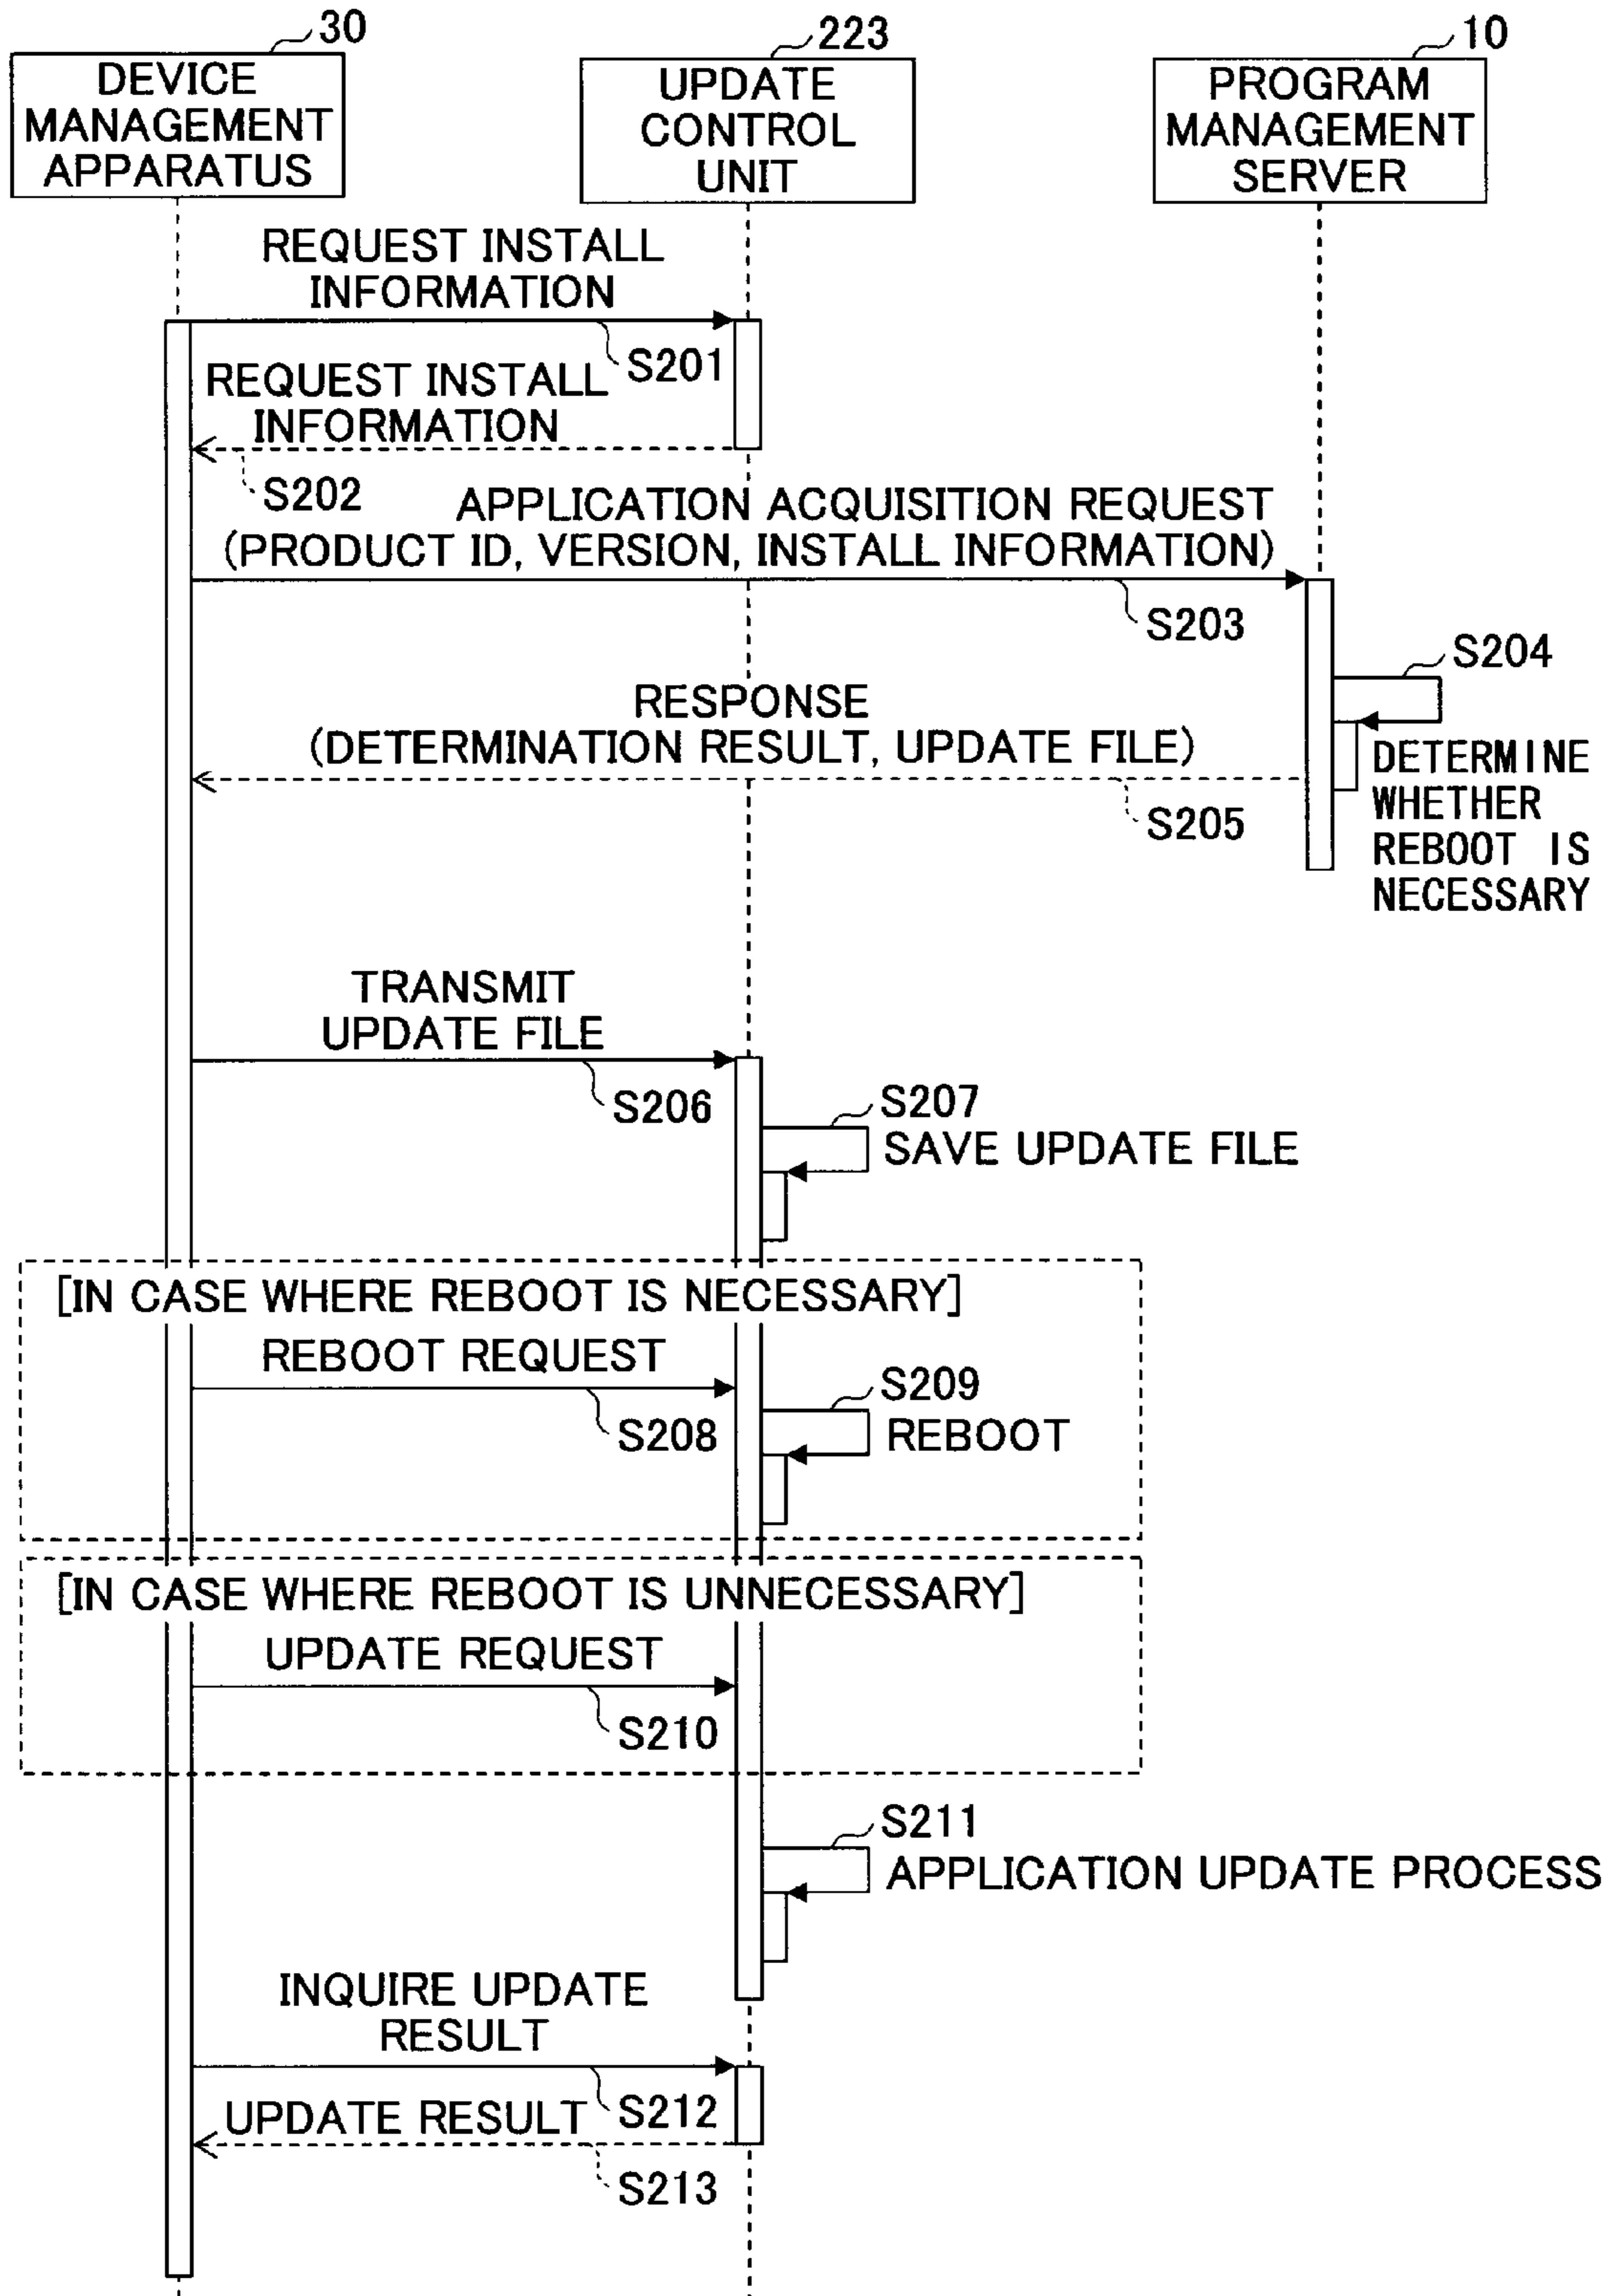 30
223
10
DEVICE
MANAGEMENT
APPARATUS
UPDATE
CONTROL
UNIT
PROGRAM
MANAGEMENT
SERVER
REQUEST INSTALL
INFORMATION
S201
REQUEST INSTALL
INFORMATION
S202
APPLICATION ACQUISITION REQUEST
(PRODUCT ID, VERSION, INSTALL INFORMATION)
S203
S204
DETERMINE
WHETHER
REBOOT IS
NECESSARY
RESPONSE
(DETERMINATION RESULT, UPDATE FILE)
S205
TRANSMIT
UPDATE FILE
S206
S207
SAVE UPDATE FILE
[IN CASE WHERE REBOOT IS NECESSARY]
REBOOT REQUEST
S208
S209
REBOOT
[IN CASE WHERE REBOOT IS UNNECESSARY]
UPDATE REQUEST
S210
S211
APPLICATION UPDATE PROCESS
INQUIRE UPDATE
RESULT
S212
UPDATE RESULT
S213